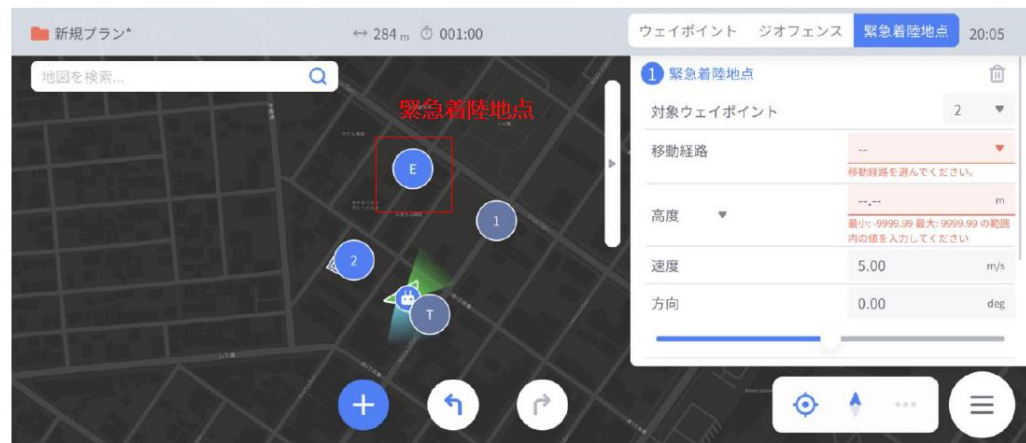 新規プラン*
284 m
001:00
ウェイポイント
ジオフェンス
緊急着陸地点
20:05
地図を検索...
緊急着陸地点
E
1
2
T
1 緊急着陸地点
対象ウェイポイント 2
移動経路 --
移動経路を選んでください。
高度 --.-- m
最小: -9999.99 最大: 9999.99 の範囲
内の値を入力してください
速度 5.00 m/s
方向 0.00 deg